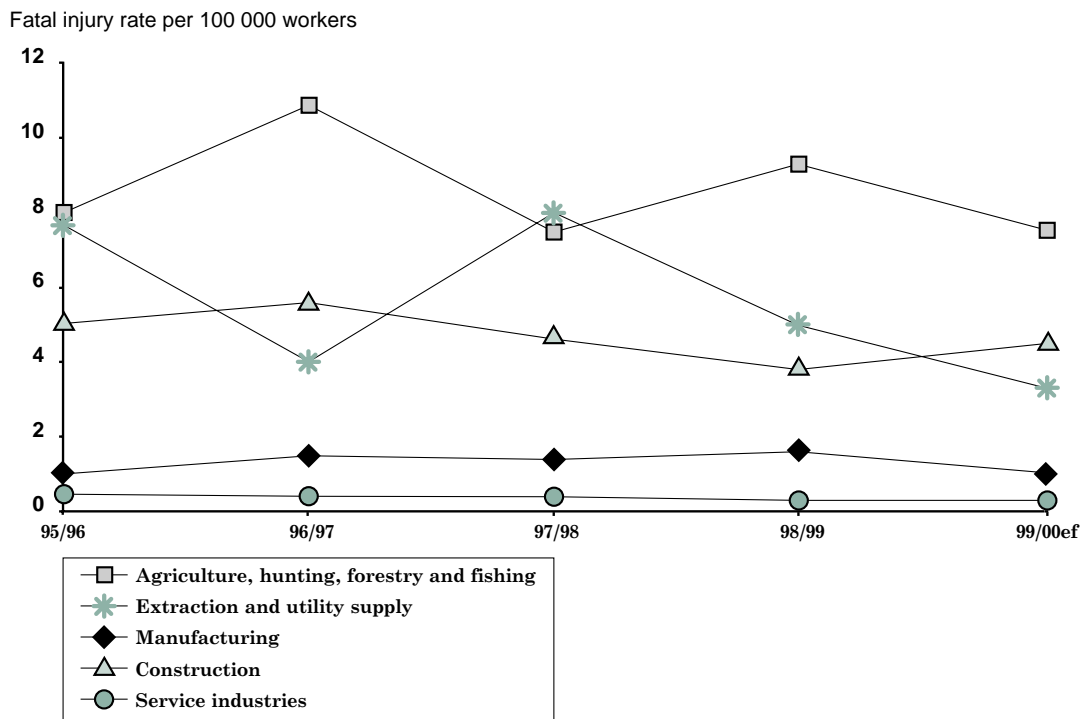 Fatal injury rate per 100 000 workers
12
10
8
6
4
2
0
95/96 96/97 97/98 98/99 99/00ef
Agriculture, hunting, forestry and fishing
Extraction and utility supply
Manufacturing
Construction
Service industries